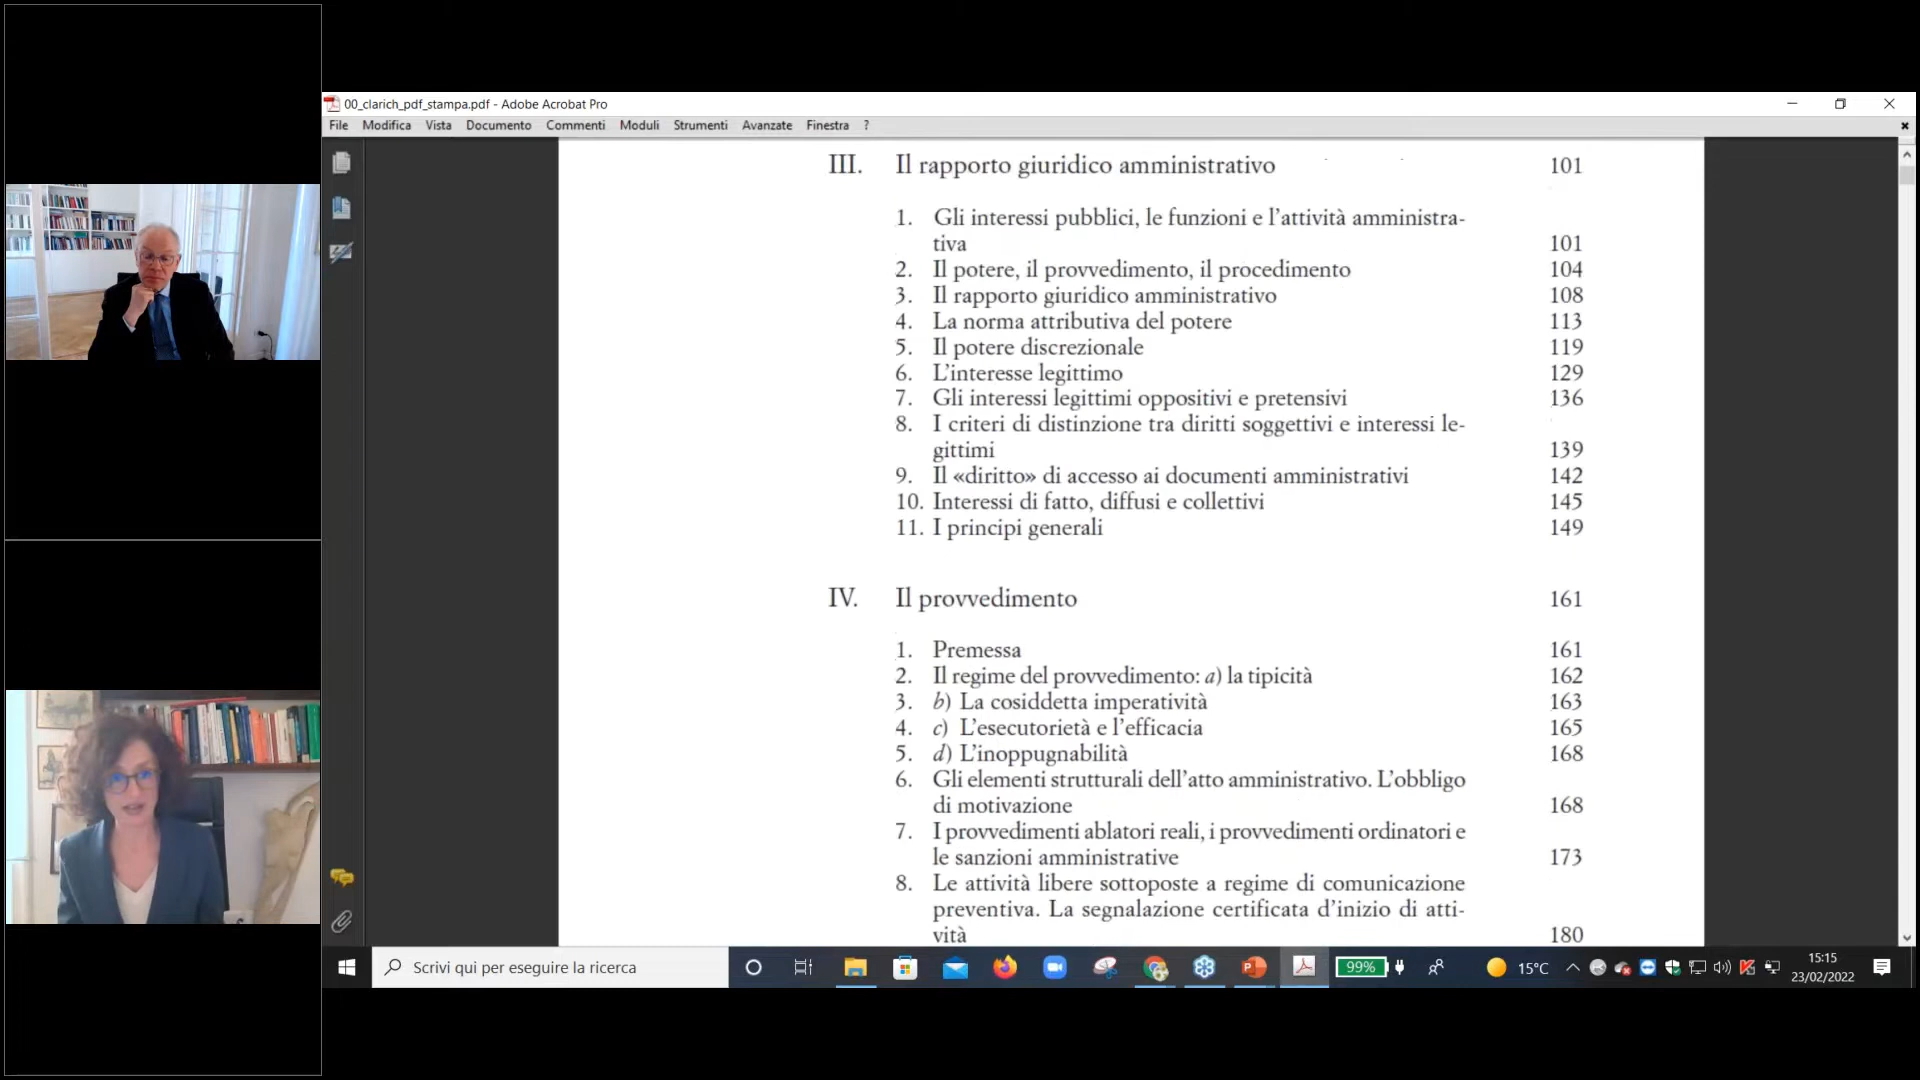 00_clarich_pdf_stampa.pdf - Adobe Acrobat Pro
File Modifica Vista Documento Commenti Moduli Strumenti Avanzate Finestra ?
III. Il rapporto giuridico amministrativo 101
1. Gli interessi pubblici, le funzioni e l'attività amministra-
tiva 101
2. Il potere, il provvedimento, il procedimento 104
3. Il rapporto giuridico amministrativo 108
4. La norma attributiva del potere 113
5. Il potere discrezionale 119
6. L'interesse legittimo 129
7. Gli interessi legittimi oppositivi e pretensivi 136
8. I criteri di distinzione tra diritti soggettivi e interessi le-
gittimi 139
9. Il «diritto» di accesso ai documenti amministrativi 142
10. Interessi di fatto, diffusi e collettivi 145
11. I principi generali 149
IV. Il provvedimento 161
1. Premessa 161
2. Il regime del provvedimento: a) la tipicità 162
3. b) La cosiddetta imperatività 163
4. c) L'esecutorietà e l'efficacia 165
5. d) L'inoppugnabilità 168
6. Gli elementi strutturali dell'atto amministrativo. L'obbligo
di motivazione 168
7. I provvedimenti ablatori reali, i provvedimenti ordinatori e
le sanzioni amministrative 173
8. Le attività libere sottoposte a regime di comunicazione
preventiva. La segnalazione certificata d'inizio di atti-
vità 180
Scrivi qui per eseguire la ricerca
99%
15°C
15:15
23/02/2022